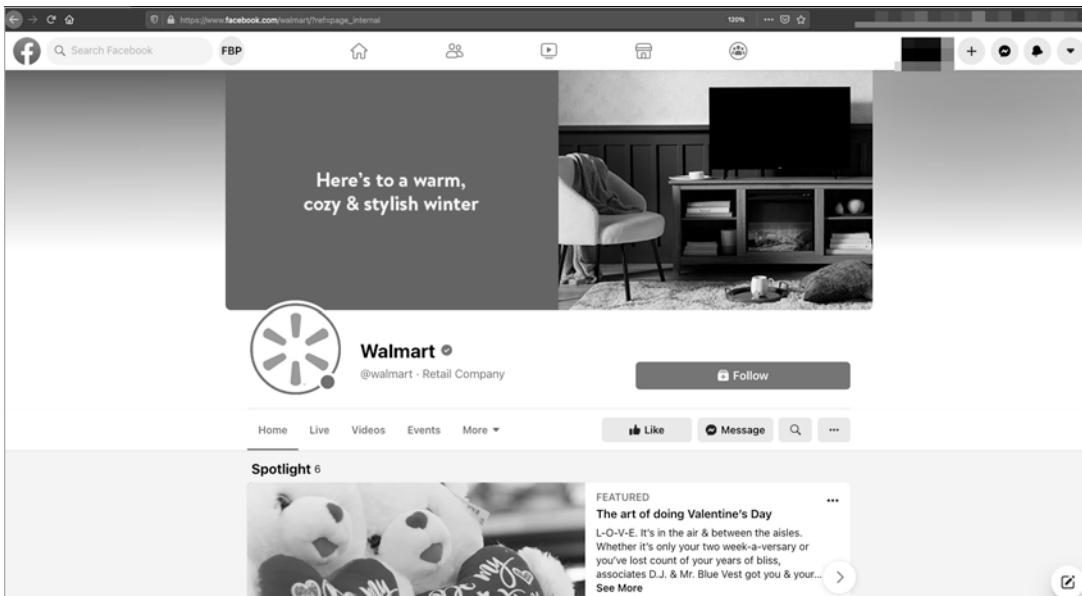 https://www.facebook.com/walmart/?ref=page_internal
120%
Search Facebook
FBP
Here's to a warm,
cozy & stylish winter
Walmart
@walmart · Retail Company
Follow
Home
Live
Videos
Events
More
Like
Message
Spotlight 6
FEATURED
The art of doing Valentine's Day
L-O-V-E. It's in the air & between the aisles.
Whether it's only your two week-a-versary or
you've lost count of your years of bliss,
associates D.J. & Mr. Blue Vest got you & your...
See More